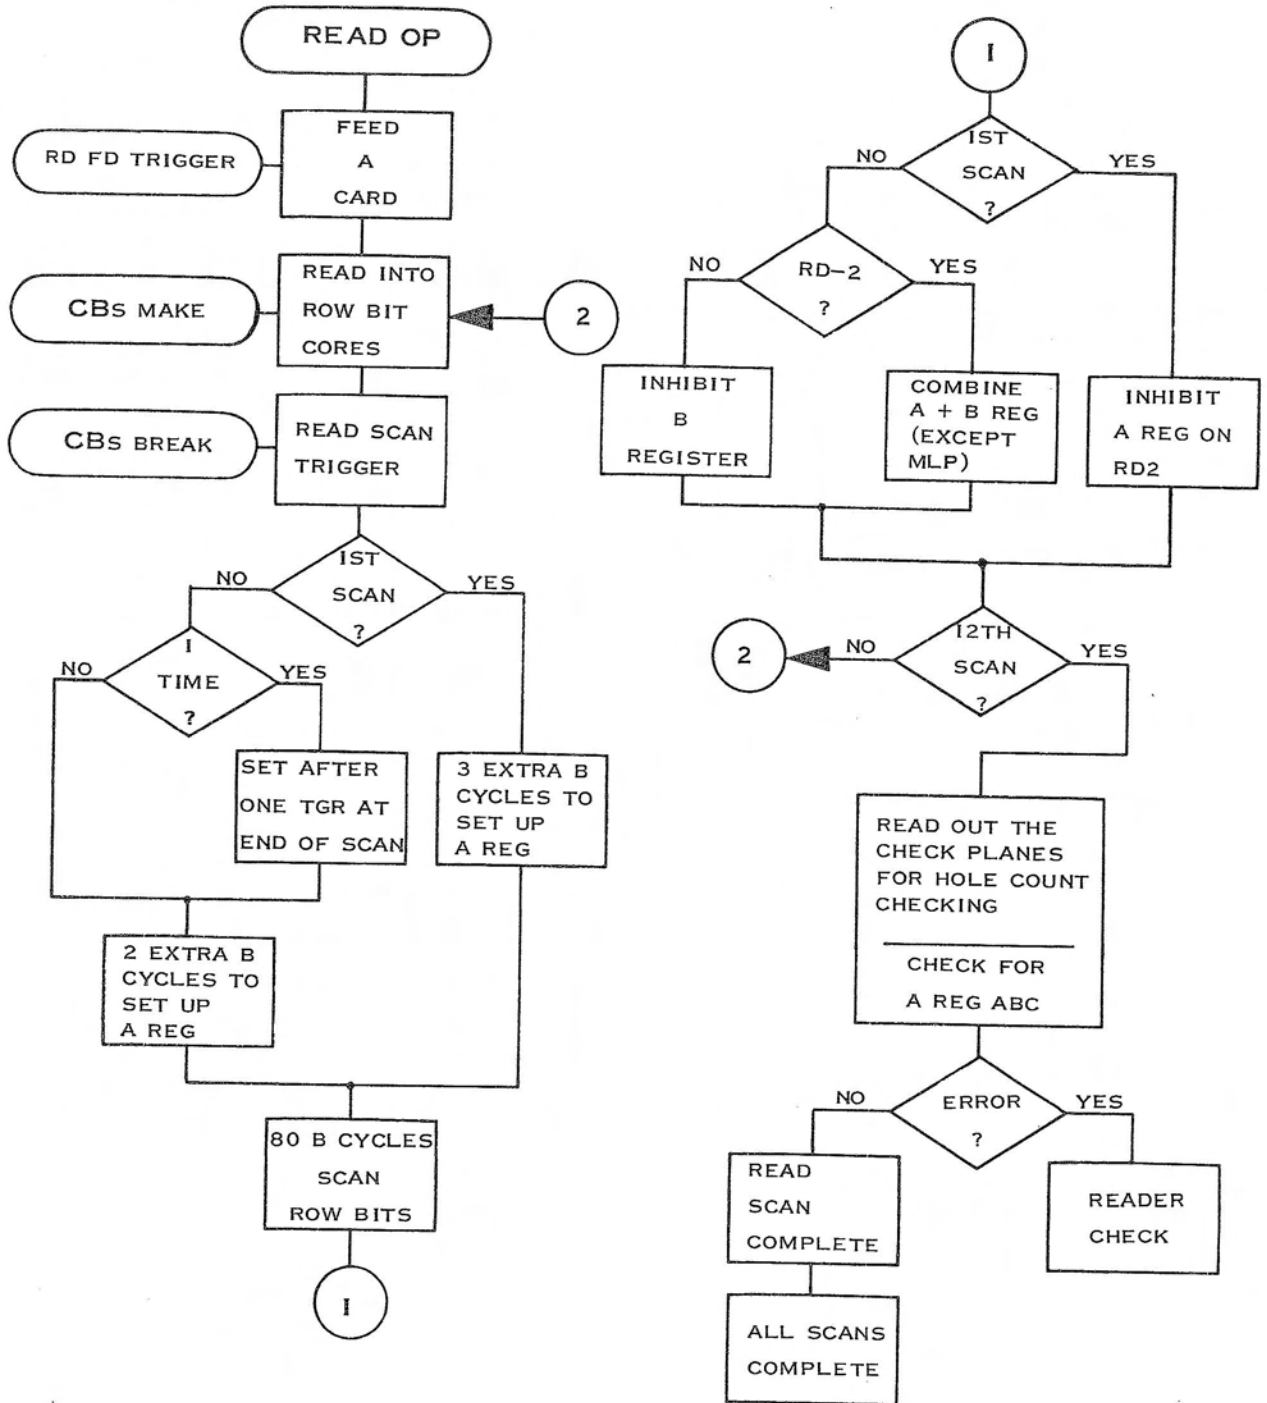 READ OP
FEED
A
CARD
RD FD TRIGGER
READ INTO
ROW BIT
CORES
CBs MAKE
2
READ SCAN
TRIGGER
CBs BREAK
1ST
SCAN
?
NO
YES
1
TIME
?
NO
YES
SET AFTER
ONE TGR AT
END OF SCAN
3 EXTRA B
CYCLES TO
SET UP
A REG
2 EXTRA B
CYCLES TO
SET UP
A REG
80 B CYCLES
SCAN
ROW BITS
1
1
1ST
SCAN
?
NO
YES
RD-2
?
NO
YES
INHIBIT
B
REGISTER
COMBINE
A + B REG
(EXCEPT
MLP)
INHIBIT
A REG ON
RD2
12TH
SCAN
?
NO
YES
2
READ OUT THE
CHECK PLANES
FOR HOLE COUNT
CHECKING
CHECK FOR
A REG ABC
ERROR
?
NO
YES
READ
SCAN
COMPLETE
READER
CHECK
ALL SCANS
COMPLETE